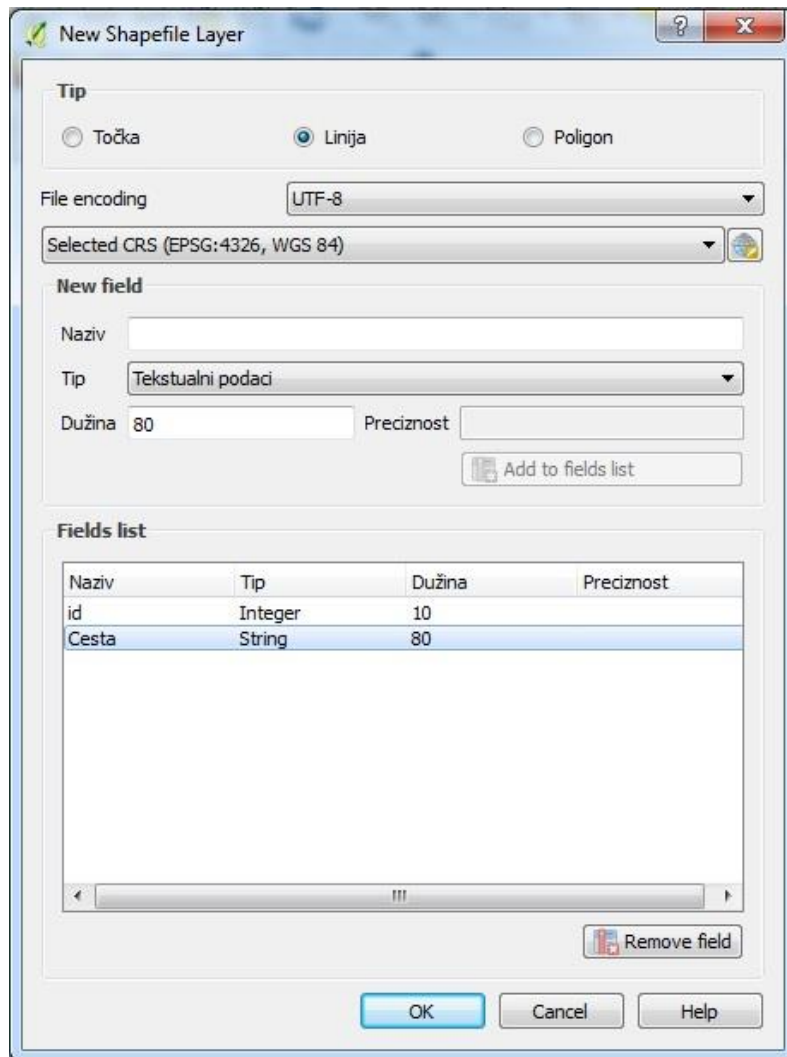 New Shapefile Layer
Tip
Točka Linija Poligon
File encoding UTF-8
Selected CRS (EPSG:4326, WGS 84)
New field
Naziv
Tip Tekstualni podaci
Dužina 80 Preciznost
Add to fields list
Fields list
Naziv Tip Dužina Preciznost
id Integer 10
Cesta String 80
Remove field
OK Cancel Help